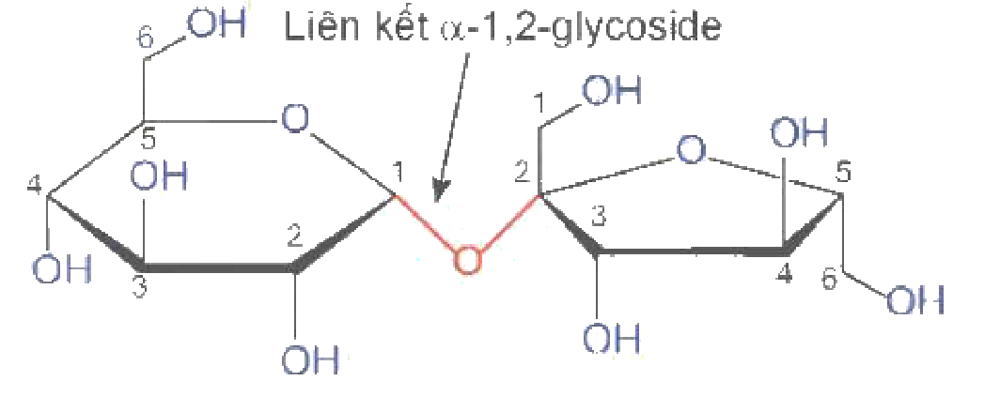 OH Liên kết α-1,2-glycoside
6
1 OH
O OH
5 O
OH
4 1 2 5
2 3
OH O
3 4 6
OH
OH OH